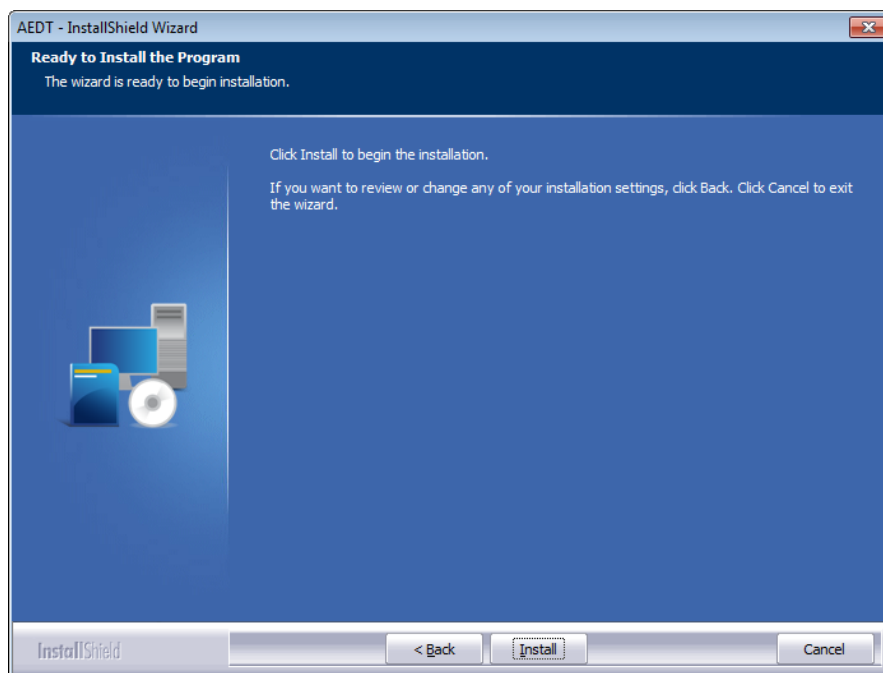 AEDT - InstallShield Wizard
Ready to Install the Program
The wizard is ready to begin installation.
Click Install to begin the installation.
If you want to review or change any of your installation settings, click Back. Click Cancel to exit
the wizard.
InstallShield
< Back
Install
Cancel